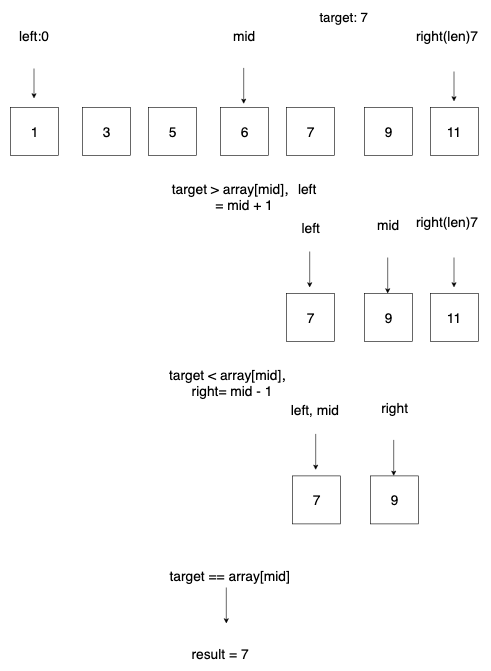 target: 7
left:0 mid right(len)7
1 3 5 6 7 9 11
target > array[mid], left
= mid + 1
left mid right(len)7
7 9 11
target < array[mid],
right= mid - 1
left, mid right
7 9
target == array[mid]
result = 7